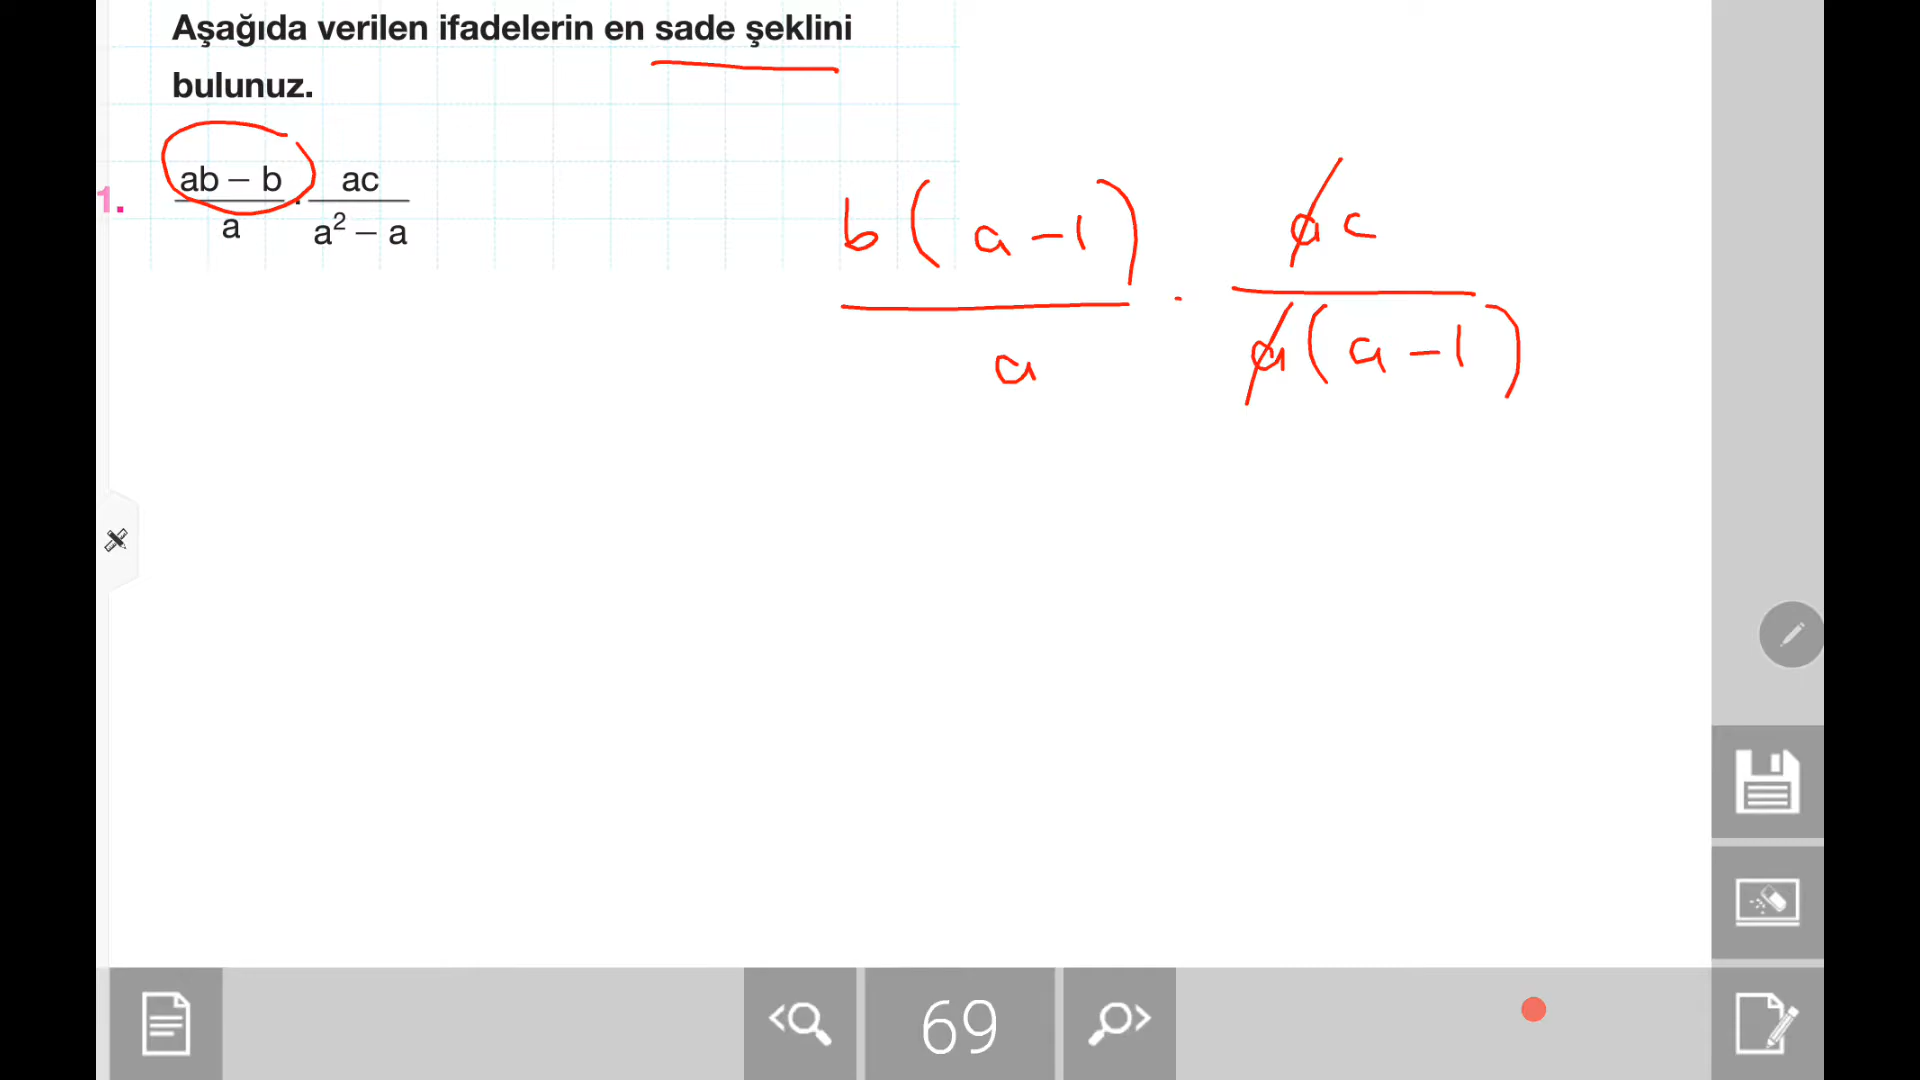 Aşağıda verilen ifadelerin en sade şeklini
bulunuz.
1. ab – b / a · ac / a² – a
b(a-1) / a · ac / a(a-1)
69